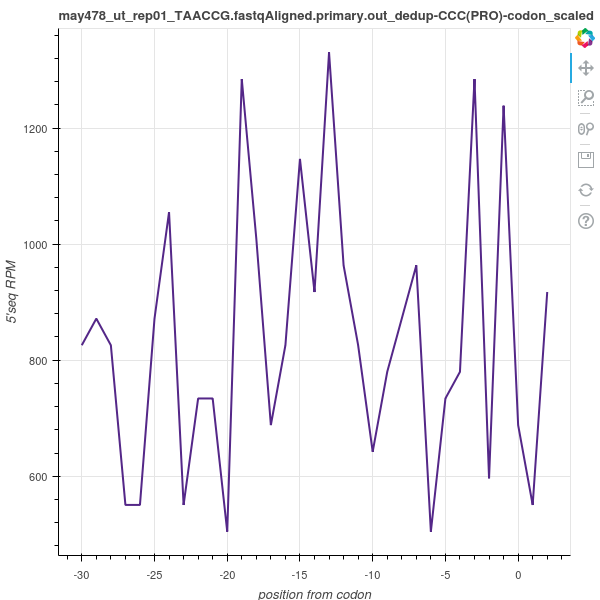 may478_ut_rep01_TAACCG.fastqAligned.primary.out_dedup-CCC(PRO)-codon_scaled
1200
1000
800
600
5'seq RPM
-30 -25 -20 -15 -10 -5 0
position from codon